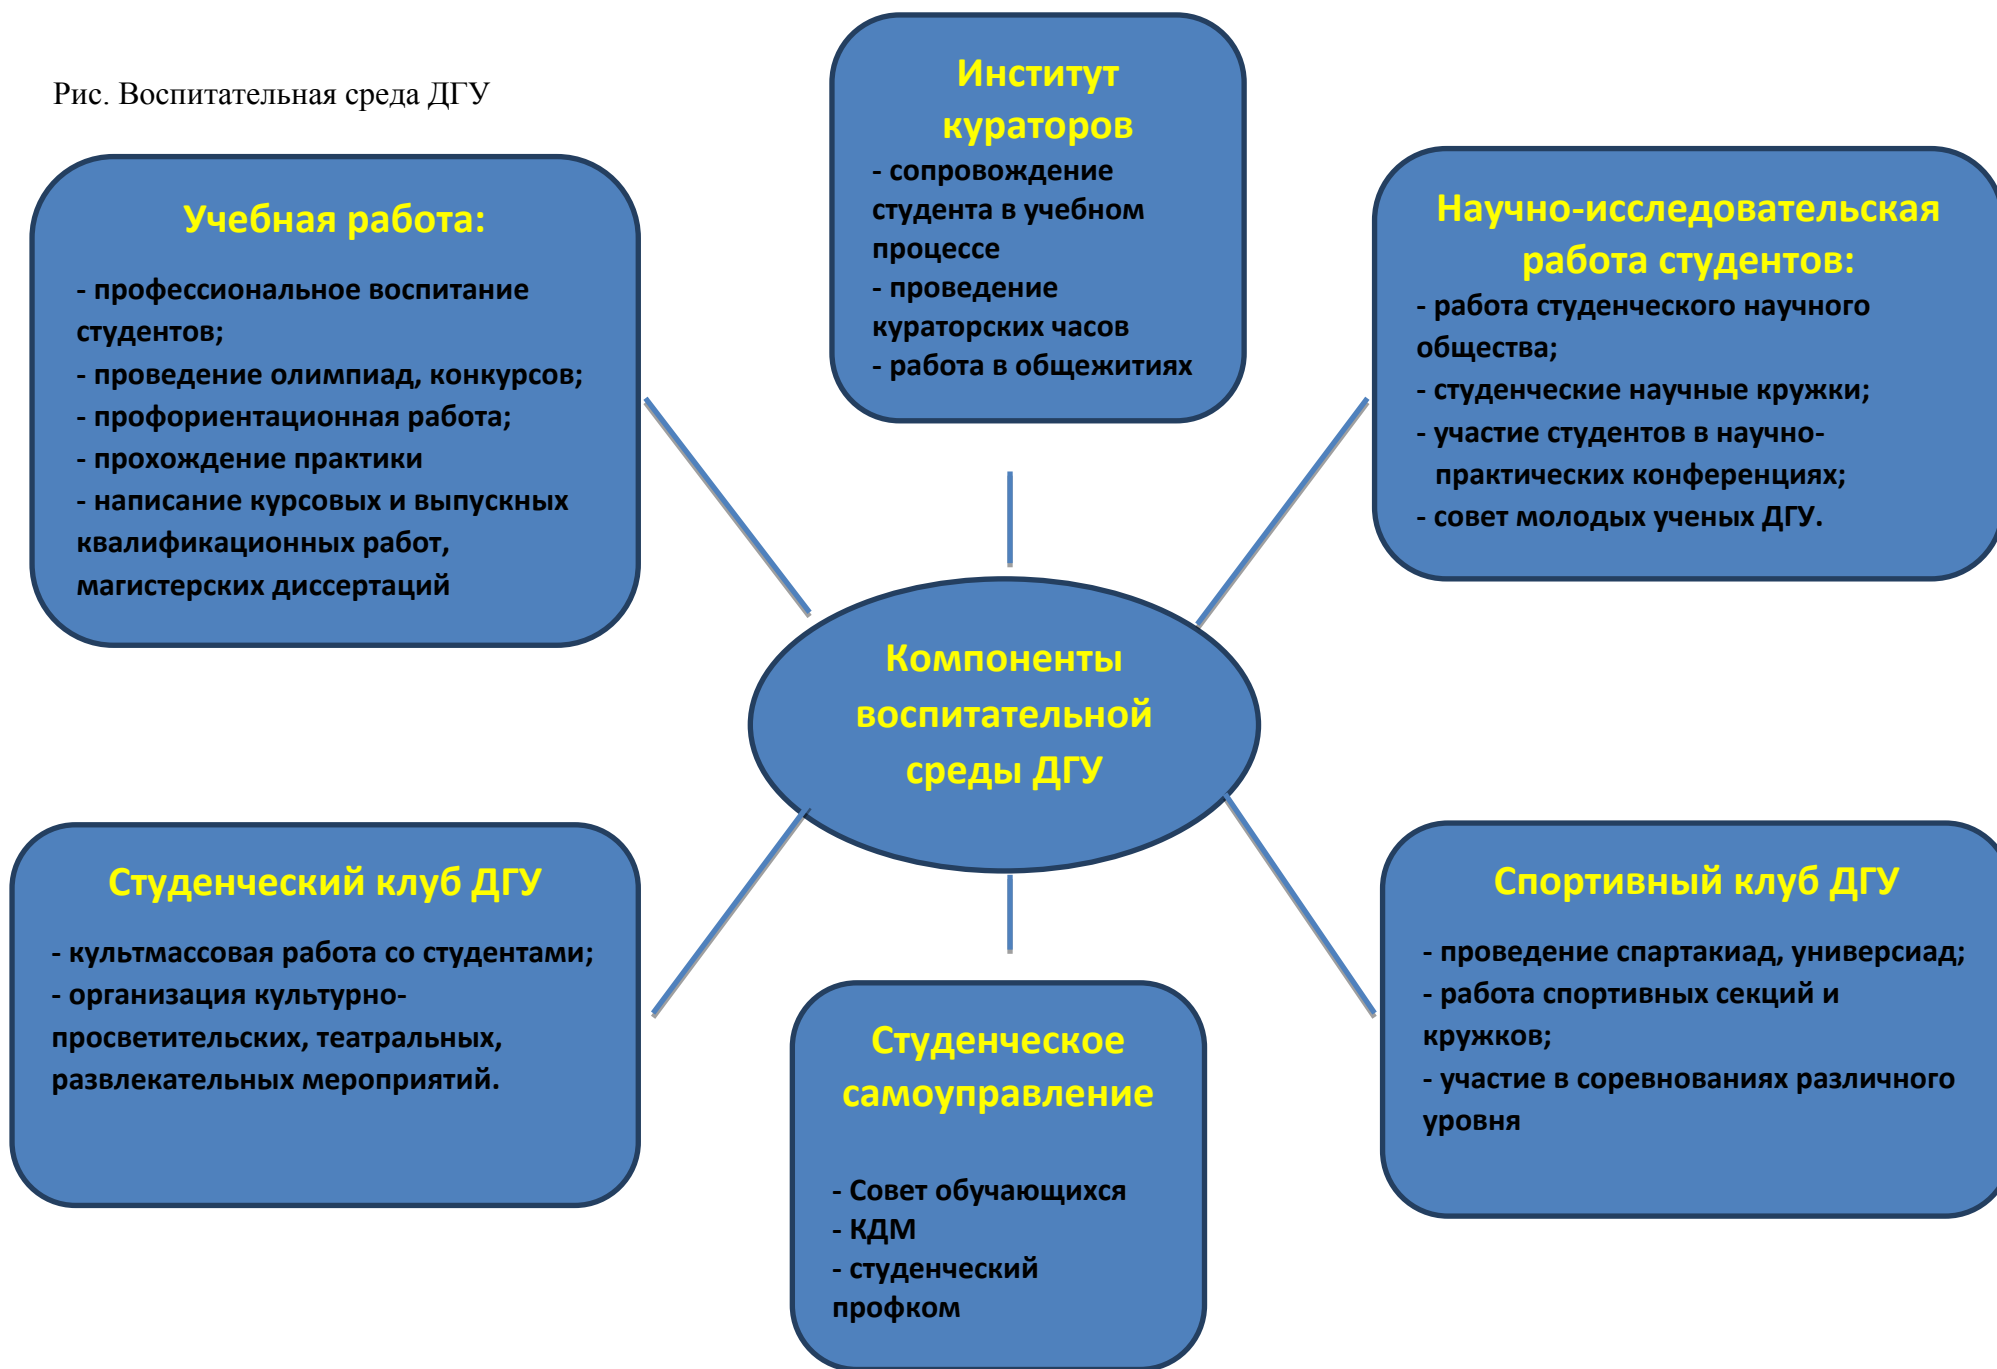 Рис. Воспитательная среда ДГУ
Институт
кураторов
- сопровождение
студента в учебном
процессе
- проведение
кураторских часов
- работа в общежитиях
Учебная работа:
- профессиональное воспитание
студентов;
- проведение олимпиад, конкурсов;
- профориентационная работа;
- прохождение практики
- написание курсовых и выпускных
квалификационных работ,
магистерских диссертаций
Научно-исследовательская
работа студентов:
- работа студенческого научного
общества;
- студенческие научные кружки;
- участие студентов в научно-
практических конференциях;
- совет молодых ученых ДГУ.
Компоненты
воспитательной
среды ДГУ
Студенческий клуб ДГУ
- культмассовая работа со студентами;
- организация культурно-
просветительских, театральных,
развлекательных мероприятий.
Студенческое
самоуправление
- Совет обучающихся
- КДМ
- студенческий
профком
Спортивный клуб ДГУ
- проведение спартакиад, универсиад;
- работа спортивных секций и
кружков;
- участие в соревнованиях различного
уровня